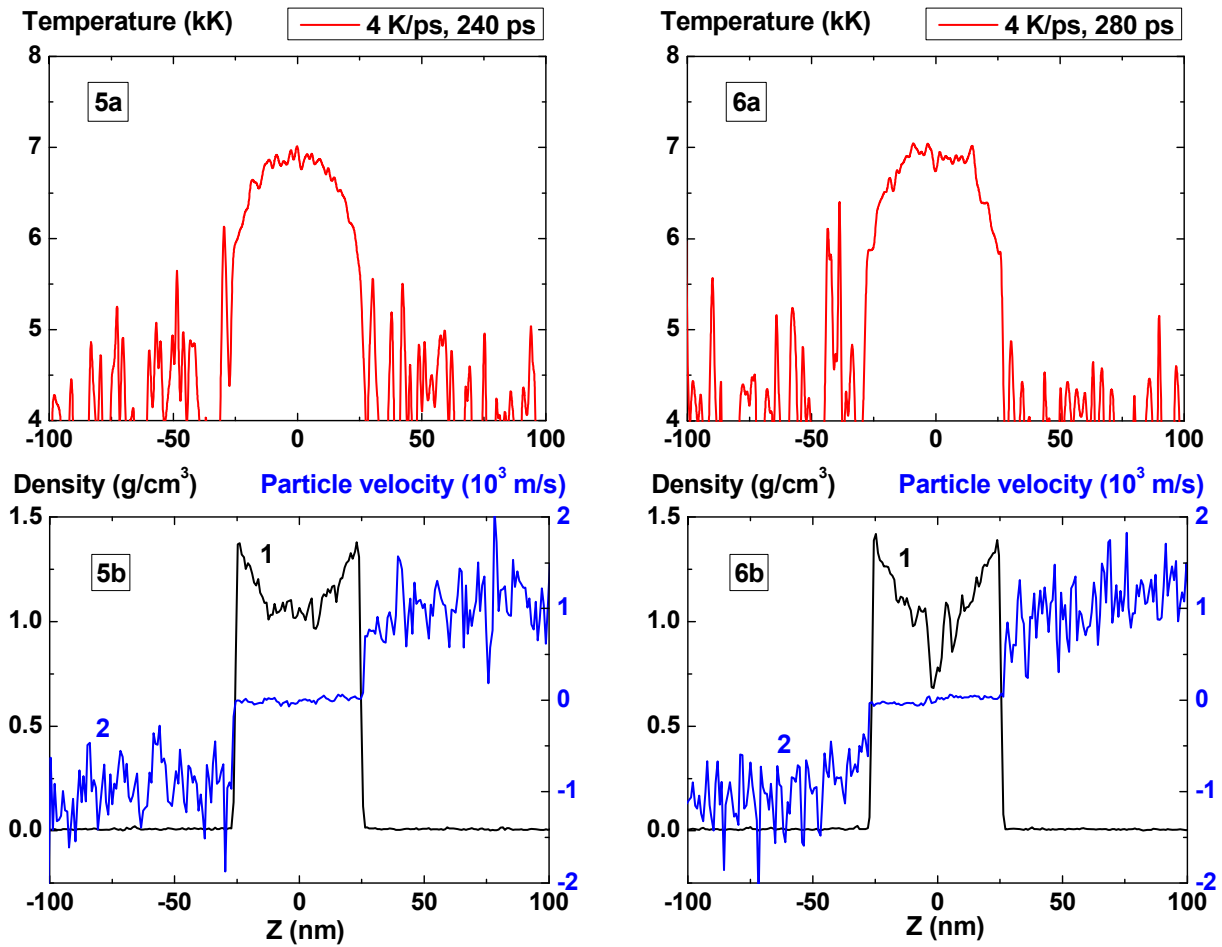 Temperature (kK)
4 K/ps, 240 ps
8
7
6
5
4
5a
-100 -50 0 50 100
Temperature (kK)
4 K/ps, 280 ps
8
7
6
5
4
6a
-100 -50 0 50 100
Density (g/cm³) Particle velocity (10³ m/s)
1.5
1.0
0.5
0.0
5b
1
2
2
1
0
-1
-2
-100 -50 0 50 100
Z (nm)
Density (g/cm³) Particle velocity (10³ m/s)
1.5
1.0
0.5
0.0
6b
1
2
2
1
0
-1
-2
-100 -50 0 50 100
Z (nm)